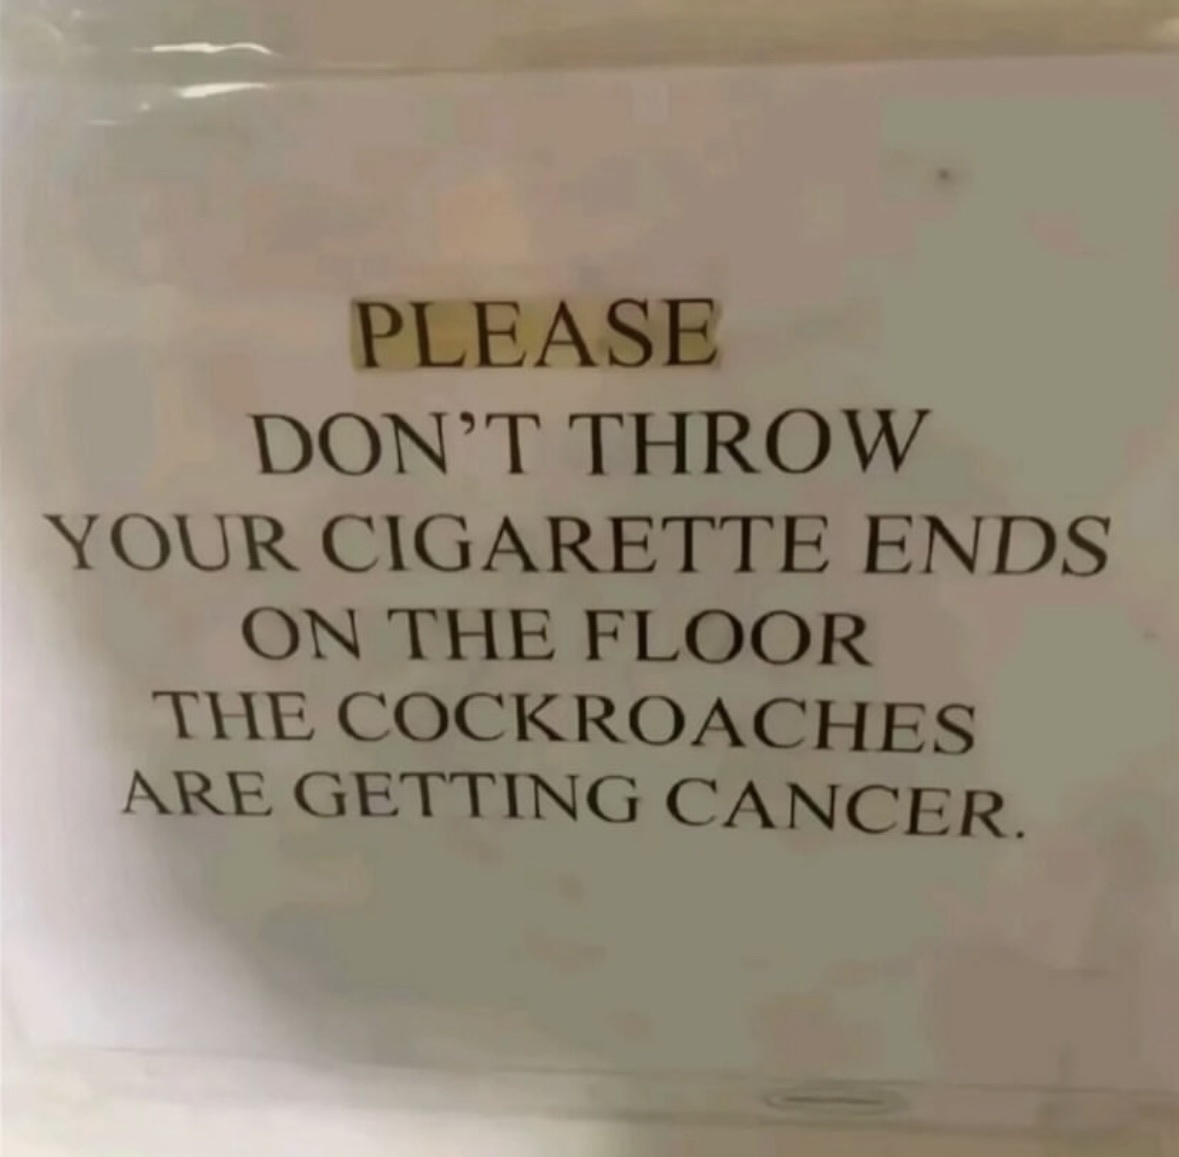 PLEASE
DON'T THROW
YOUR CIGARETTE ENDS
ON THE FLOOR
THE COCKROACHES
ARE GETTING CANCER.